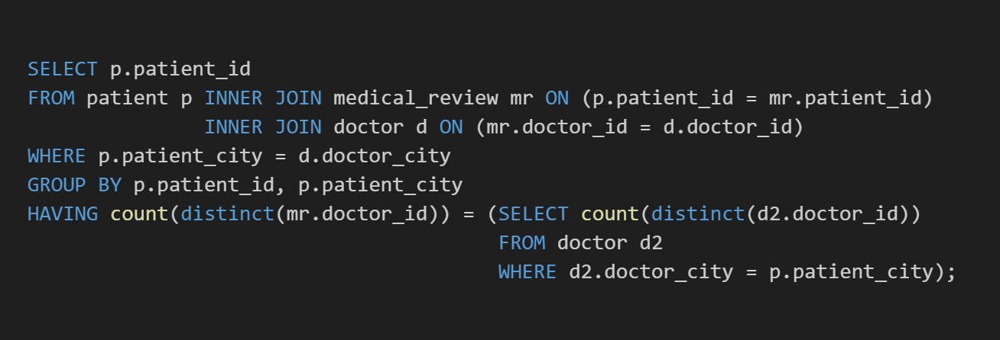 SELECT p.patient_id
FROM patient p INNER JOIN medical_review mr ON (p.patient_id = mr.patient_id)
INNER JOIN doctor d ON (mr.doctor_id = d.doctor_id)
WHERE p.patient_city = d.doctor_city
GROUP BY p.patient_id, p.patient_city
HAVING count(distinct(mr.doctor_id)) = (SELECT count(distinct(d2.doctor_id))
FROM doctor d2
WHERE d2.doctor_city = p.patient_city);